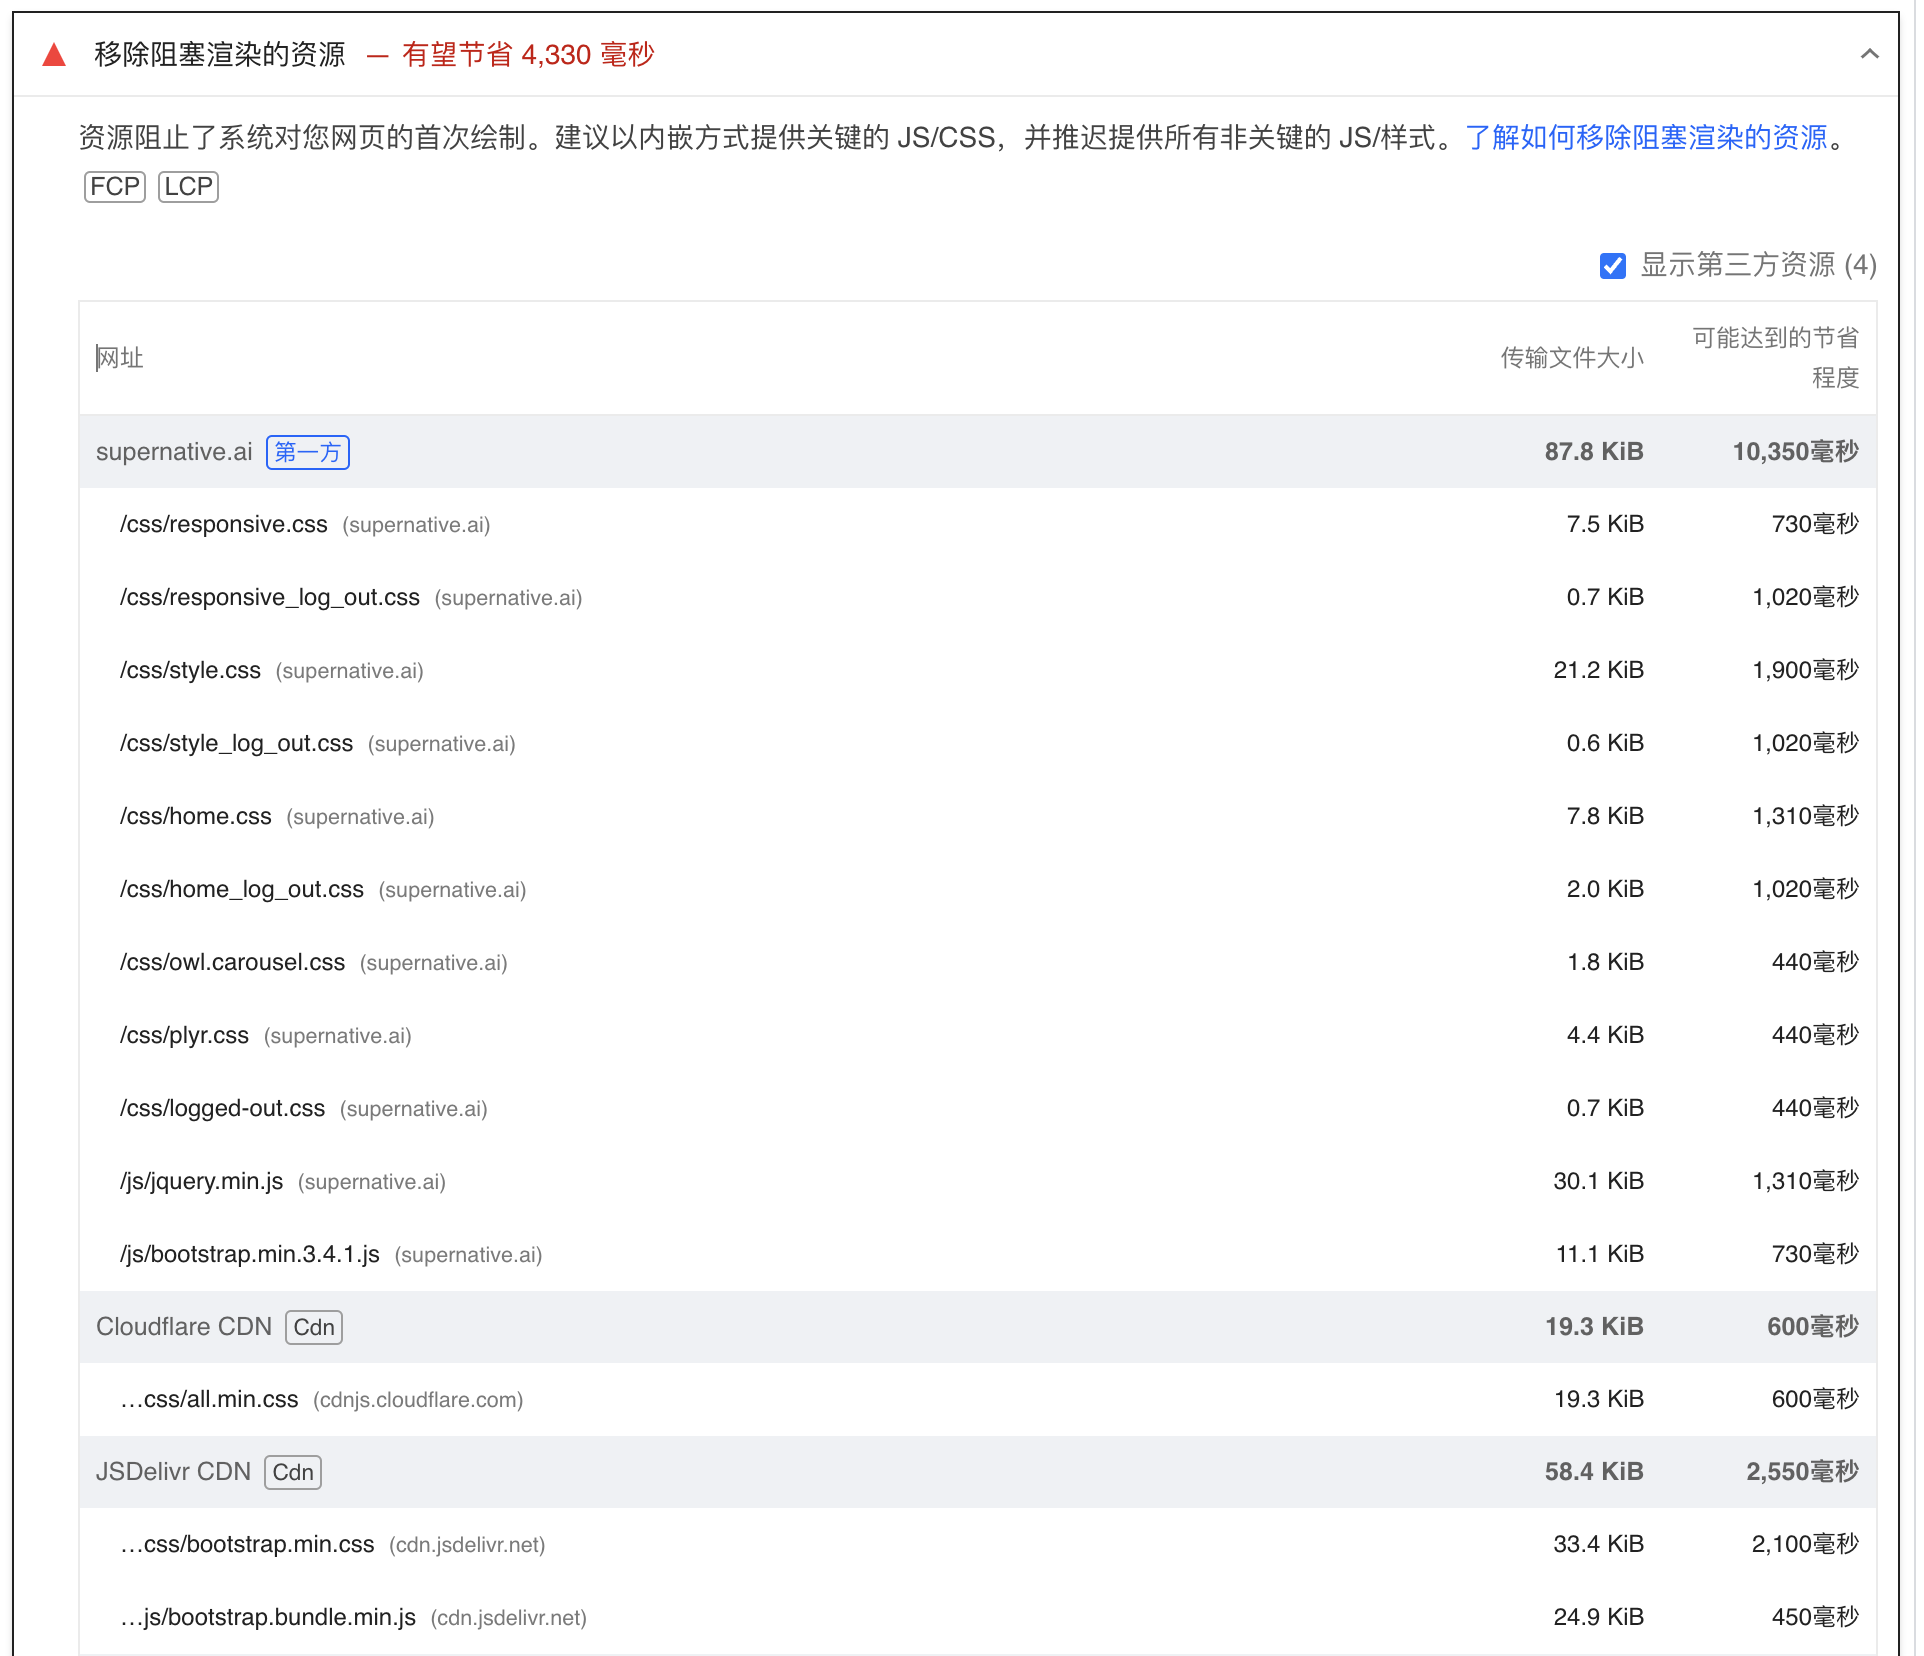 移除阻塞渲染的资源 — 有望节省 4,330 毫秒
资源阻止了系统对您网页的首次绘制。建议以内嵌方式提供关键的 JS/CSS，并推迟提供所有非关键的 JS/样式。了解如何移除阻塞渲染的资源。
FCP LCP
显示第三方资源 (4)
网址 传输文件大小 可能达到的节省
程度
supernative.ai 第一方 87.8 KiB 10,350毫秒
/css/responsive.css (supernative.ai) 7.5 KiB 730毫秒
/css/responsive_log_out.css (supernative.ai) 0.7 KiB 1,020毫秒
/css/style.css (supernative.ai) 21.2 KiB 1,900毫秒
/css/style_log_out.css (supernative.ai) 0.6 KiB 1,020毫秒
/css/home.css (supernative.ai) 7.8 KiB 1,310毫秒
/css/home_log_out.css (supernative.ai) 2.0 KiB 1,020毫秒
/css/owl.carousel.css (supernative.ai) 1.8 KiB 440毫秒
/css/plyr.css (supernative.ai) 4.4 KiB 440毫秒
/css/logged-out.css (supernative.ai) 0.7 KiB 440毫秒
/js/jquery.min.js (supernative.ai) 30.1 KiB 1,310毫秒
/js/bootstrap.min.3.4.1.js (supernative.ai) 11.1 KiB 730毫秒
Cloudflare CDN Cdn 19.3 KiB 600毫秒
…css/all.min.css (cdnjs.cloudflare.com) 19.3 KiB 600毫秒
JSDelivr CDN Cdn 58.4 KiB 2,550毫秒
…css/bootstrap.min.css (cdn.jsdelivr.net) 33.4 KiB 2,100毫秒
…js/bootstrap.bundle.min.js (cdn.jsdelivr.net) 24.9 KiB 450毫秒